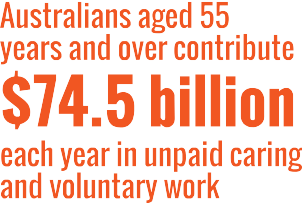 Australians aged 55
years and over contribute
$74.5 billion
each year in unpaid caring
and voluntary work